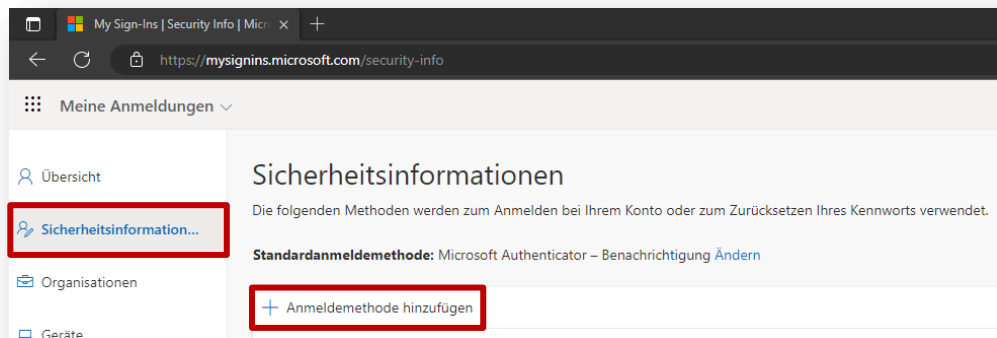 My Sign-Ins | Security Info | Micr
https://mysignins.microsoft.com/security-info
Meine Anmeldungen
Übersicht
Sicherheitsinformation...
Organisationen
Geräte
Sicherheitsinformationen
Die folgenden Methoden werden zum Anmelden bei Ihrem Konto oder zum Zurücksetzen Ihres Kennworts verwendet.
Standardanmeldemethode: Microsoft Authenticator – Benachrichtigung Ändern
Anmeldemethode hinzufügen